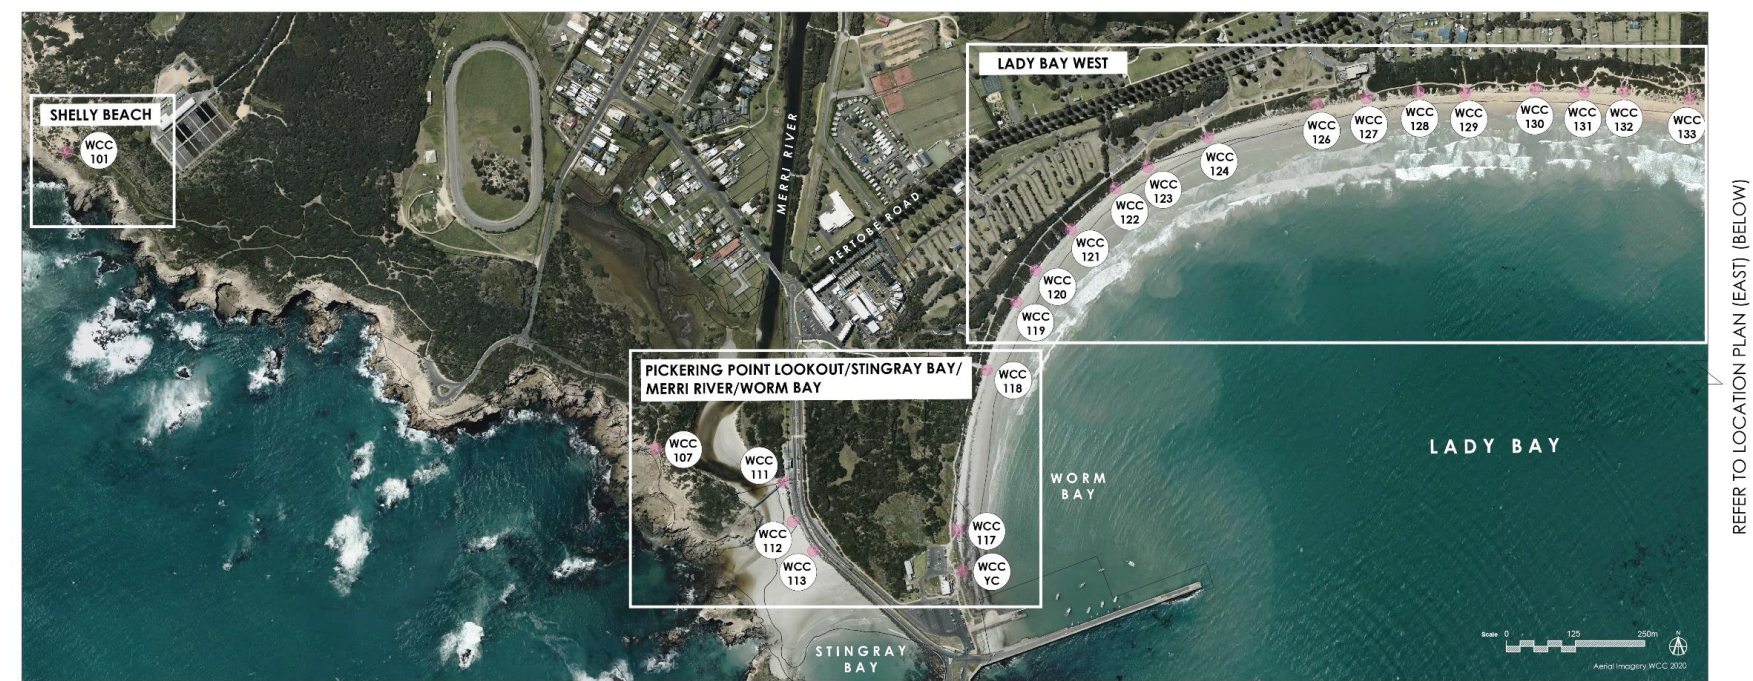 SHELLY BEACH
WCC
101
LADY BAY WEST
WCC
126
WCC
127
WCC
128
WCC
129
WCC
130
WCC
131
WCC
132
WCC
133
WCC
124
WCC
123
WCC
122
WCC
121
WCC
120
WCC
119
MERRI RIVER
PERTOBE ROAD
PICKERING POINT LOOKOUT/STINGRAY BAY/
MERRI RIVER/WORM BAY
WCC
118
WCC
107
WCC
111
WCC
112
WCC
113
WCC
117
WCC
YC
WORM
BAY
LADY BAY
STINGRAY
BAY
REFER TO LOCATION PLAN (EAST) (BELOW)
Scale 0 125 250m
N
Aerial Imagery WCC 2020